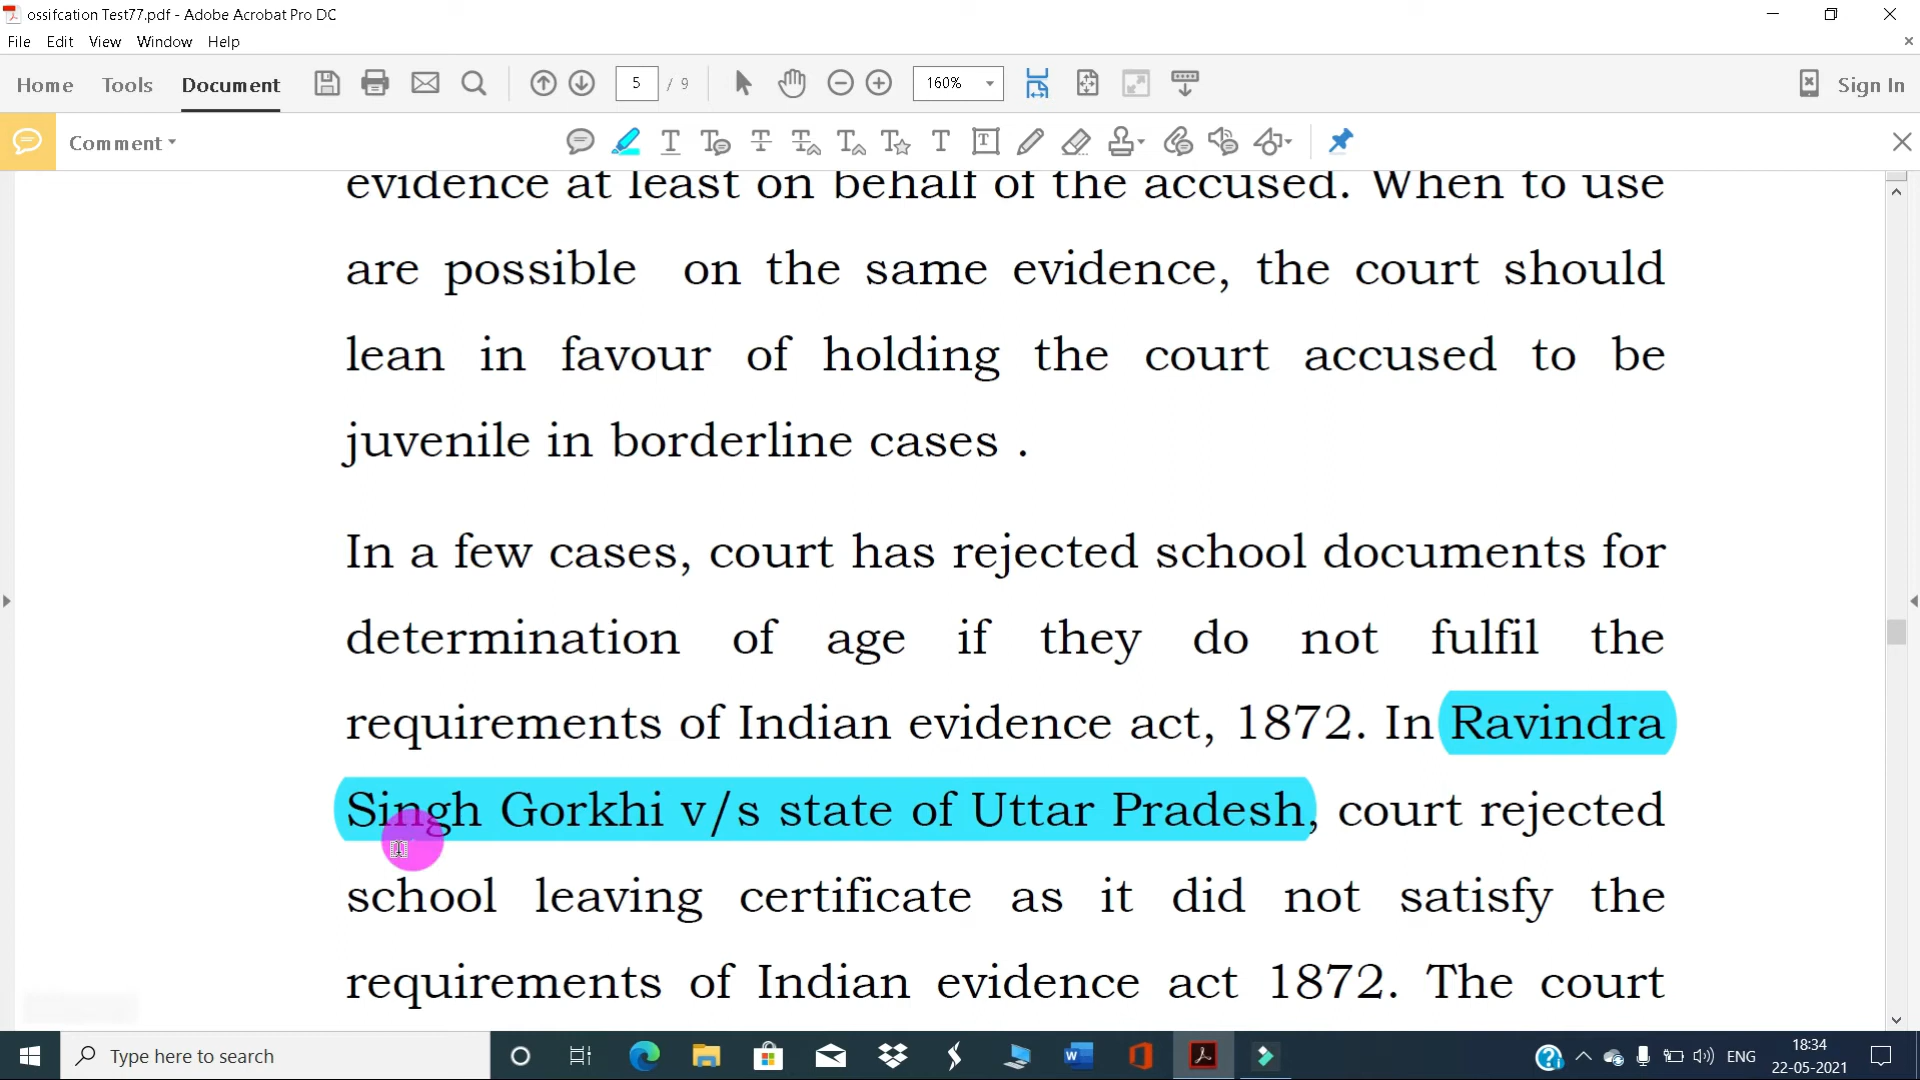 ossifcation Test77.pdf - Adobe Acrobat Pro DC
File Edit View Window Help
Home Tools Document 5 / 9 160% Sign In
Comment
evidence at least on behalf of the accused. When to use
are possible on the same evidence, the court should
lean in favour of holding the court accused to be
juvenile in borderline cases .
In a few cases, court has rejected school documents for
determination of age if they do not fulfil the
requirements of Indian evidence act, 1872. In Ravindra
Singh Gorkhi v/s state of Uttar Pradesh, court rejected
school leaving certificate as it did not satisfy the
requirements of Indian evidence act 1872. The court
Type here to search
ENG
18:34
22-05-2021